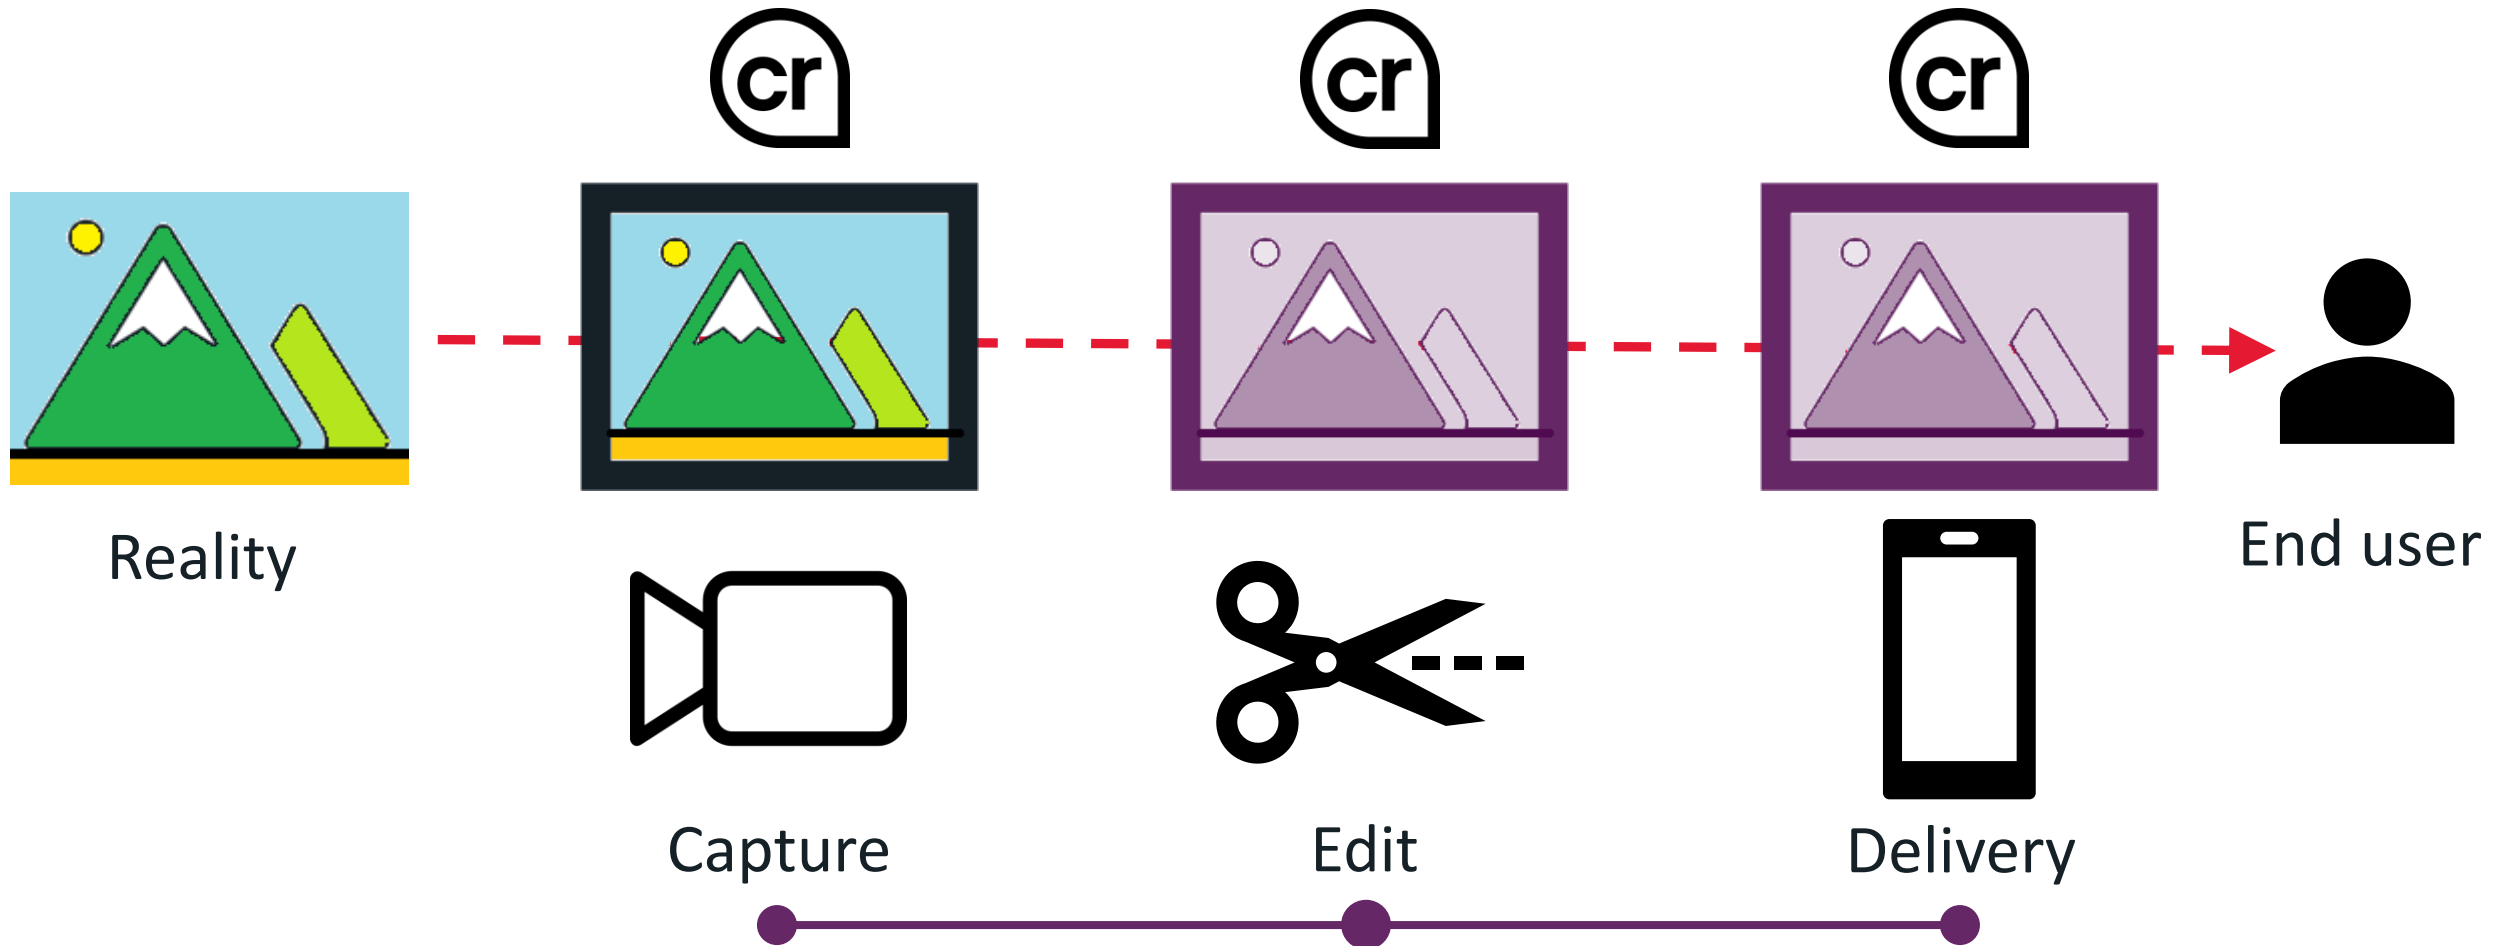 cr
cr
cr
Reality
End user
Capture
Edit
Delivery